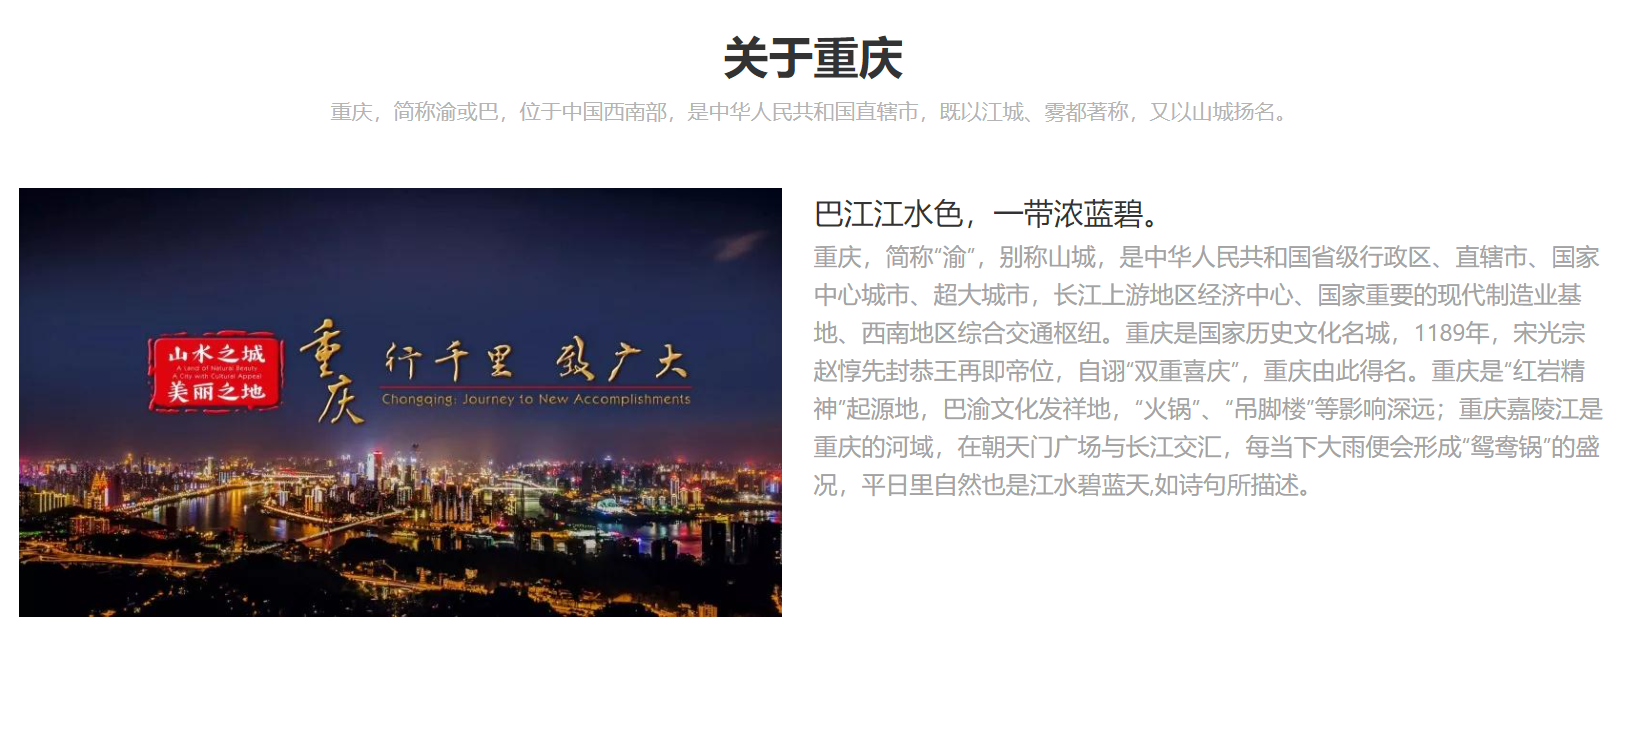 关于重庆
重庆，简称渝或巴，位于中国西南部，是中华人民共和国直辖市，既以江城、雾都著称，又以山城扬名。
山水之城
A Land of Natural Beauty
A City with Cultural Appeal
美丽之地
重庆
行千里 致广大
Chongqing: Journey to New Accomplishments
巴江江水色，一带浓蓝碧。
重庆，简称“渝”，别称山城，是中华人民共和国省级行政区、直辖市、国家
中心城市、超大城市，长江上游地区经济中心、国家重要的现代制造业基
地、西南地区综合交通枢纽。重庆是国家历史文化名城，1189年，宋光宗
赵惇先封恭王再即帝位，自诩“双重喜庆”，重庆由此得名。重庆是“红岩精
神”起源地，巴渝文化发祥地，“火锅”、“吊脚楼”等影响深远；重庆嘉陵江是
重庆的河域，在朝天门广场与长江交汇，每当下大雨便会形成“鸳鸯锅”的盛
况，平日里自然也是江水碧蓝天,如诗句所描述。